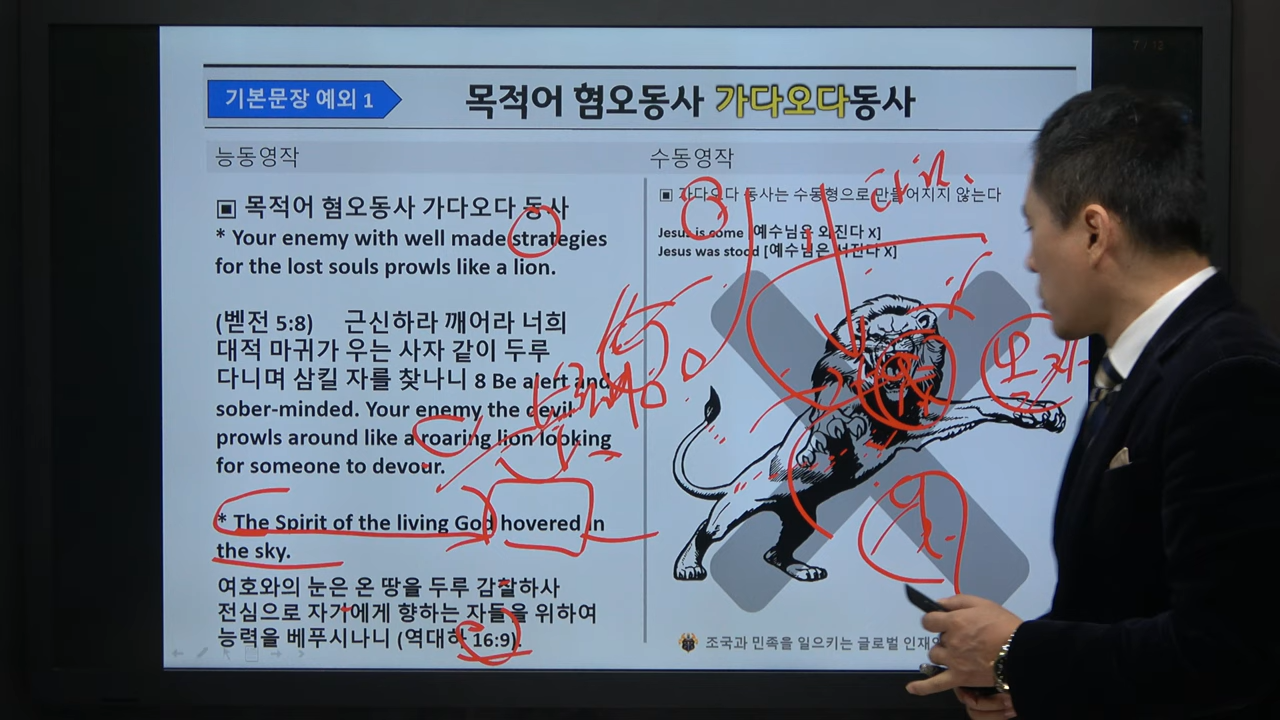 7 / 12
기본문장 예외 1
목적어 혐오동사 가다오다동사
능동영작
▣ 목적어 혐오동사 가다오다 동사
* Your enemy with well made strategies
for the lost souls prowls like a lion.
(벧전 5:8) 근신하라 깨어라 너희
대적 마귀가 우는 사자 같이 두루
다니며 삼킬 자를 찾나니 8 Be alert and
sober-minded. Your enemy the devil
prowls around like a roaring lion looking
for someone to devour.
* The Spirit of the living God hovered in
the sky.
여호와의 눈은 온 땅을 두루 감찰하사
전심으로 자기에게 향하는 자들을 위하여
능력을 베푸시나니 (역대하 16:9).
수동영작
▣ 가다오다 동사는 수동형으로 만들어지지 않는다
Jesus is come [예수님은 와진다 X]
Jesus was stood [예수님은 서진다 X]
조국과 민족을 일으키는 글로벌 인재